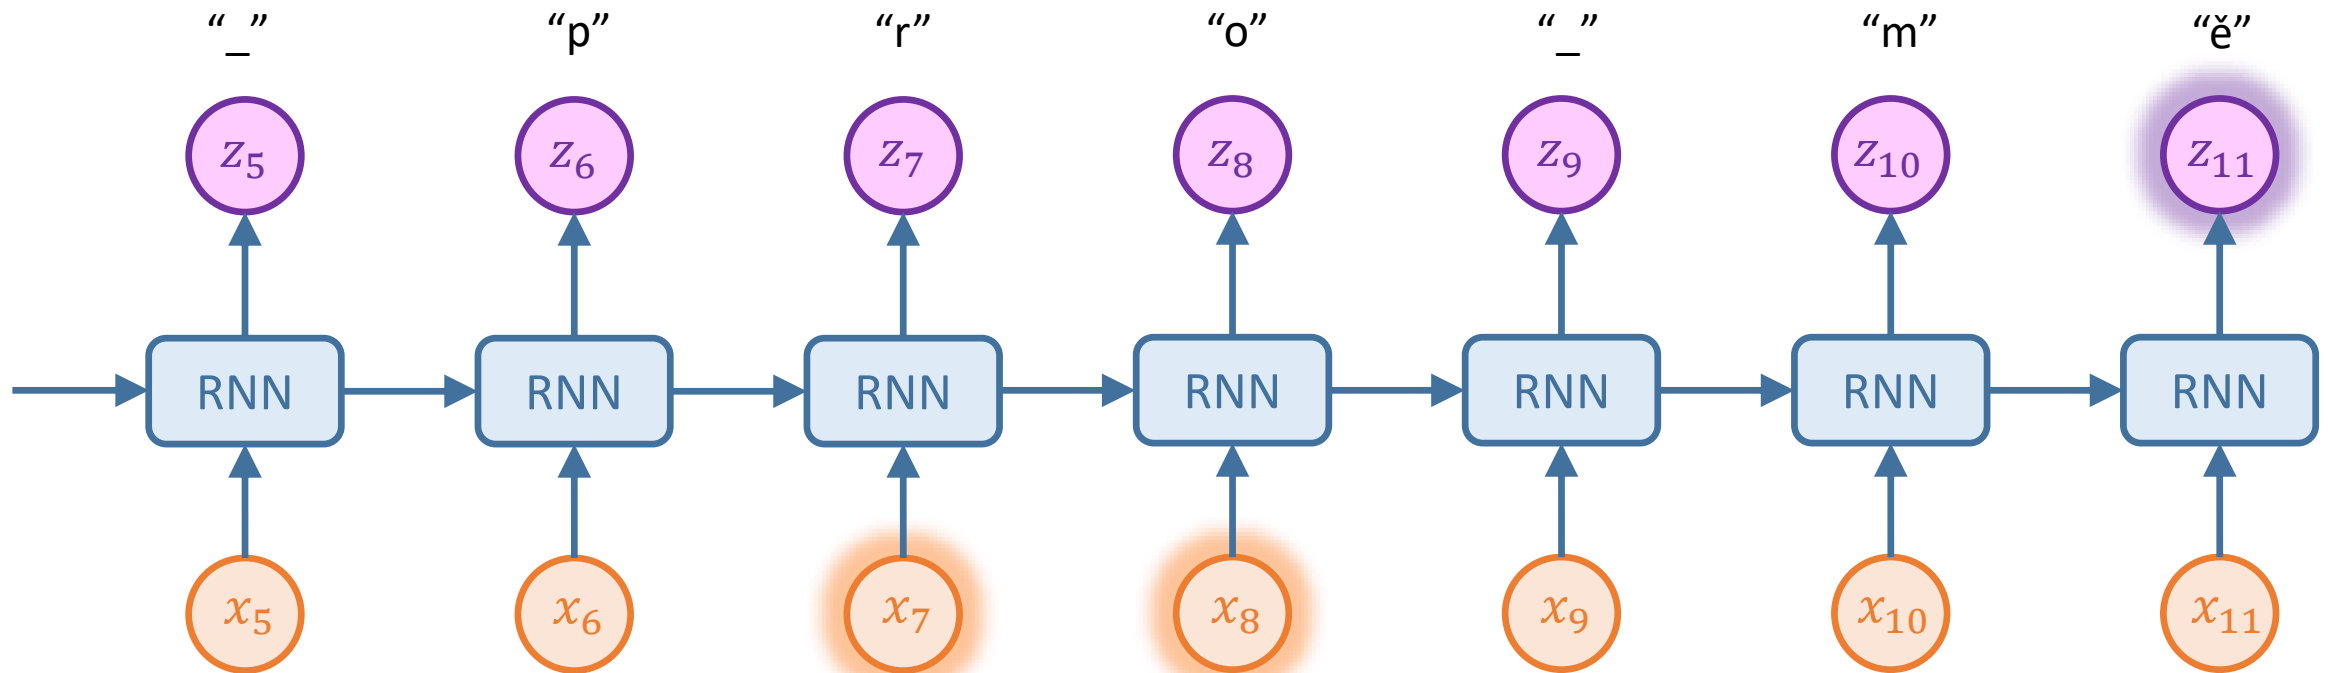 “_” “p” “r” “o” “_” “m” “ě”
z5 z6 z7 z8 z9 z10 z11
RNN RNN RNN RNN RNN RNN RNN
x5 x6 x7 x8 x9 x10 x11